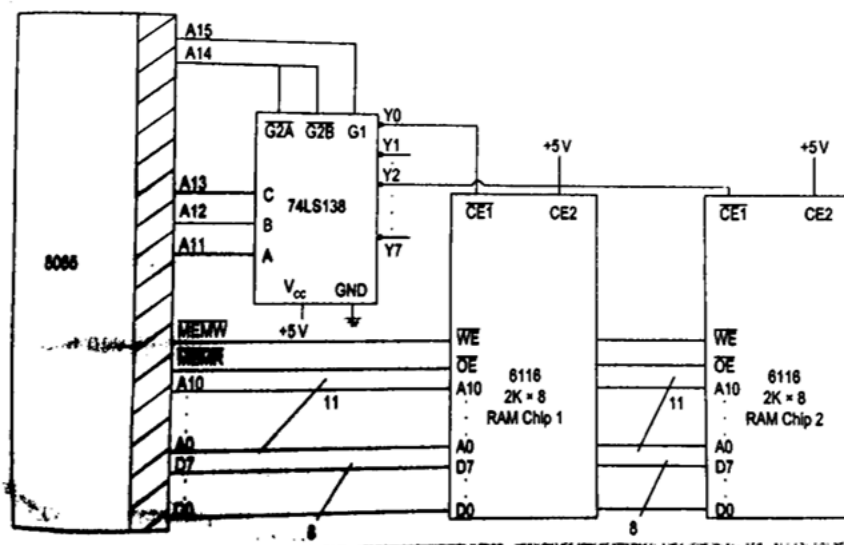 A15
A14
G2A G2B G1
Y0
Y1
Y2
Y7
+5V
+5V
A13
A12
A11
C
B
A
74LS138
VCC GND
+5V
CE1 CE2
CE1 CE2
MEMW
MEMR
A10
A0
D7
D0
11
8
WE
OE
A10
A0
D7
D0
6116
2K × 8
RAM Chip 1
11
8
WE
OE
A10
A0
D7
D0
6116
2K × 8
RAM Chip 2